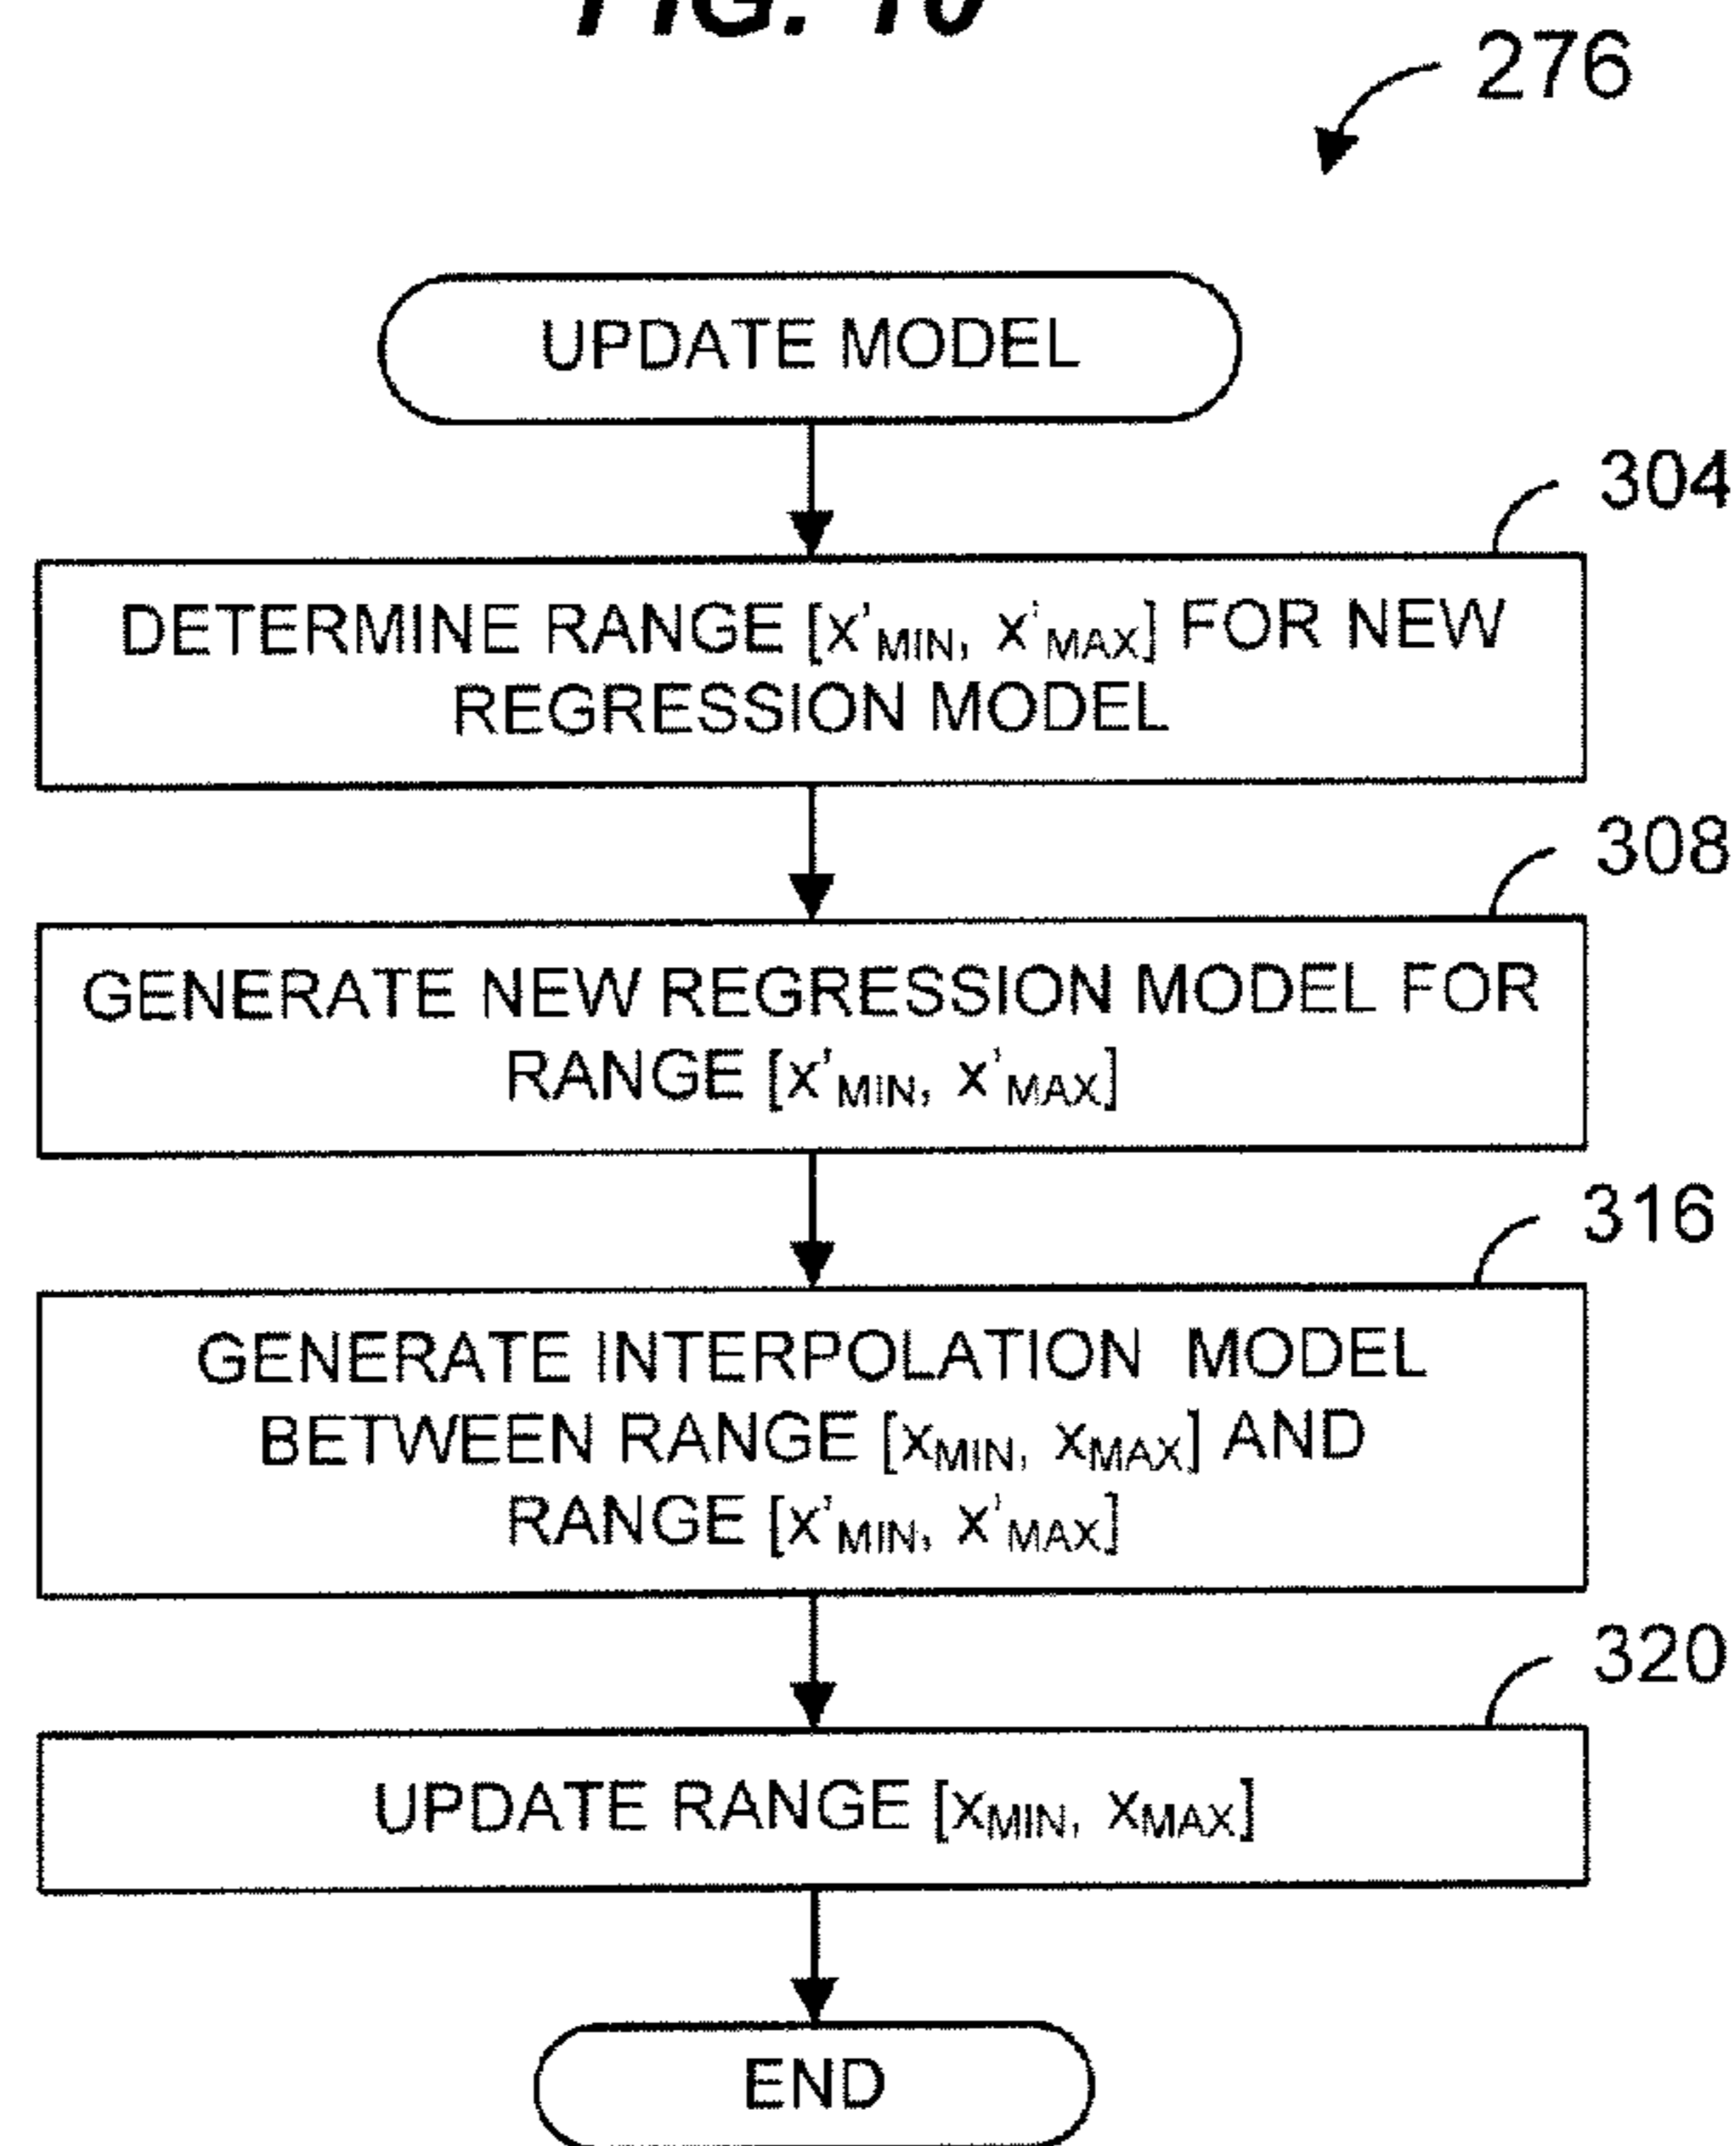 FIG. 10
276
UPDATE MODEL
304
DETERMINE RANGE [x'MIN, x'MAX] FOR NEW
REGRESSION MODEL
308
GENERATE NEW REGRESSION MODEL FOR
RANGE [x'MIN, x'MAX]
316
GENERATE INTERPOLATION MODEL
BETWEEN RANGE [xMIN, xMAX] AND
RANGE [x'MIN, x'MAX]
320
UPDATE RANGE [xMIN, xMAX]
END